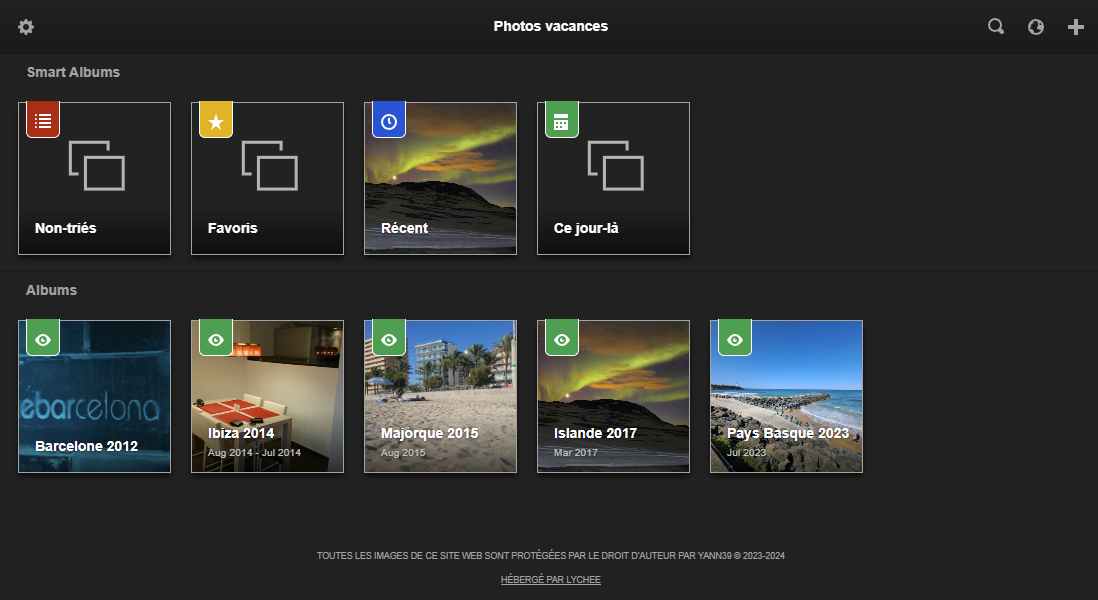 Photos vacances
Smart Albums
Non-triés
Favoris
Récent
Ce jour-là
Albums
ébarcelona
Barcelone 2012
Ibiza 2014
Aug 2014 - Jul 2014
Majorque 2015
Aug 2015
Islande 2017
Mar 2017
Pays Basque 2023
Jul 2023
TOUTES LES IMAGES DE CE SITE WEB SONT PROTÉGÉES PAR LE DROIT D'AUTEUR PAR YANN39 © 2023-2024
HÉBERGÉ PAR LYCHEE